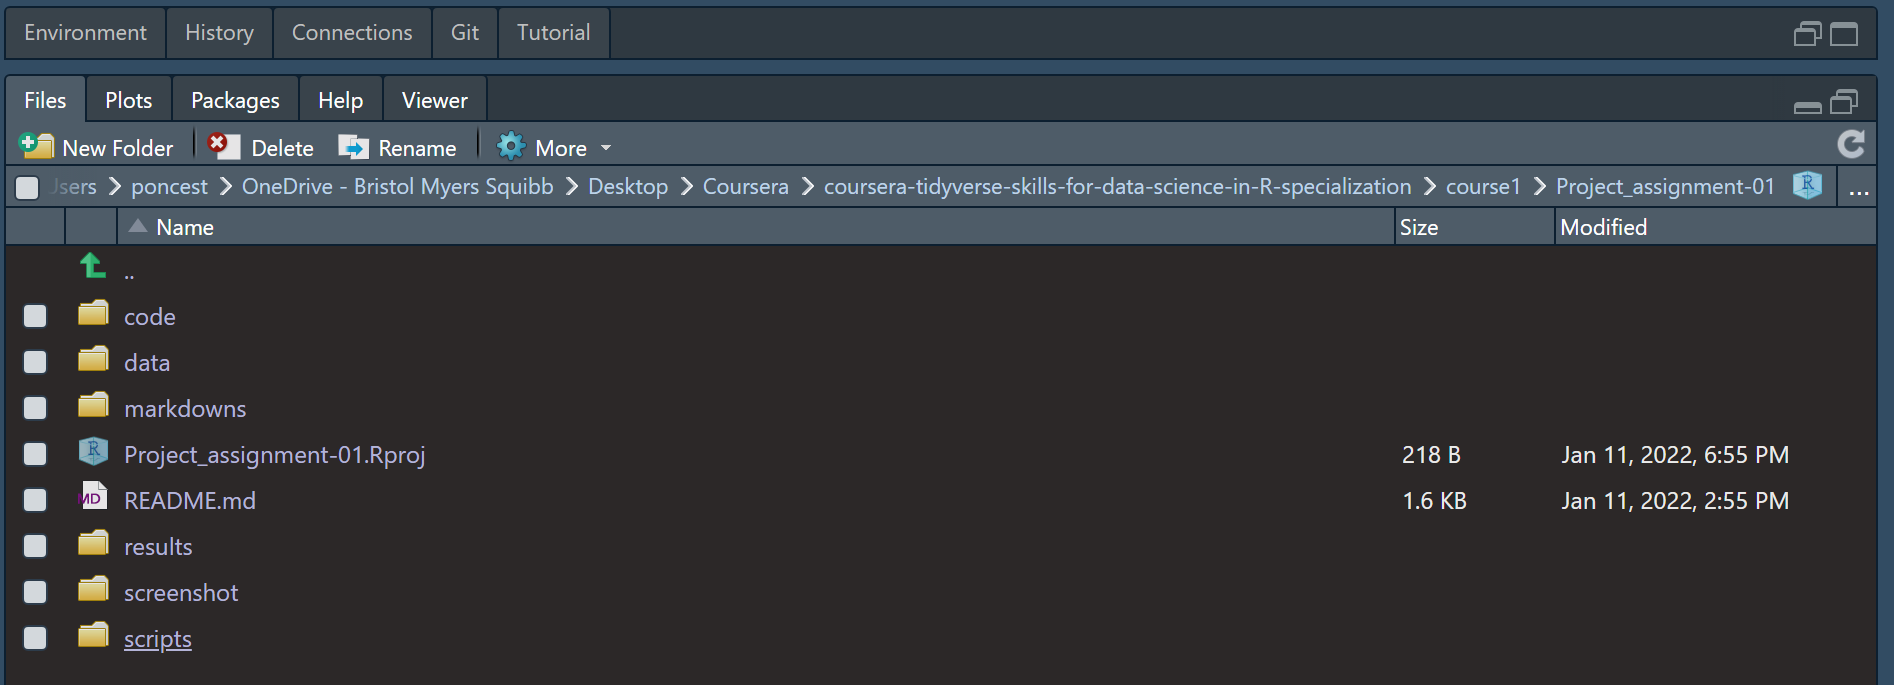 Environment History Connections Git Tutorial
Files Plots Packages Help Viewer
New Folder Delete Rename More
Jsers poncest OneDrive - Bristol Myers Squibb Desktop Coursera coursera-tidyverse-skills-for-data-science-in-R-specialization course1 Project_assignment-01 R ...
Name Size Modified
..
code
data
markdowns
R Project_assignment-01.Rproj 218 B Jan 11, 2022, 6:55 PM
MD README.md 1.6 KB Jan 11, 2022, 2:55 PM
results
screenshot
scripts